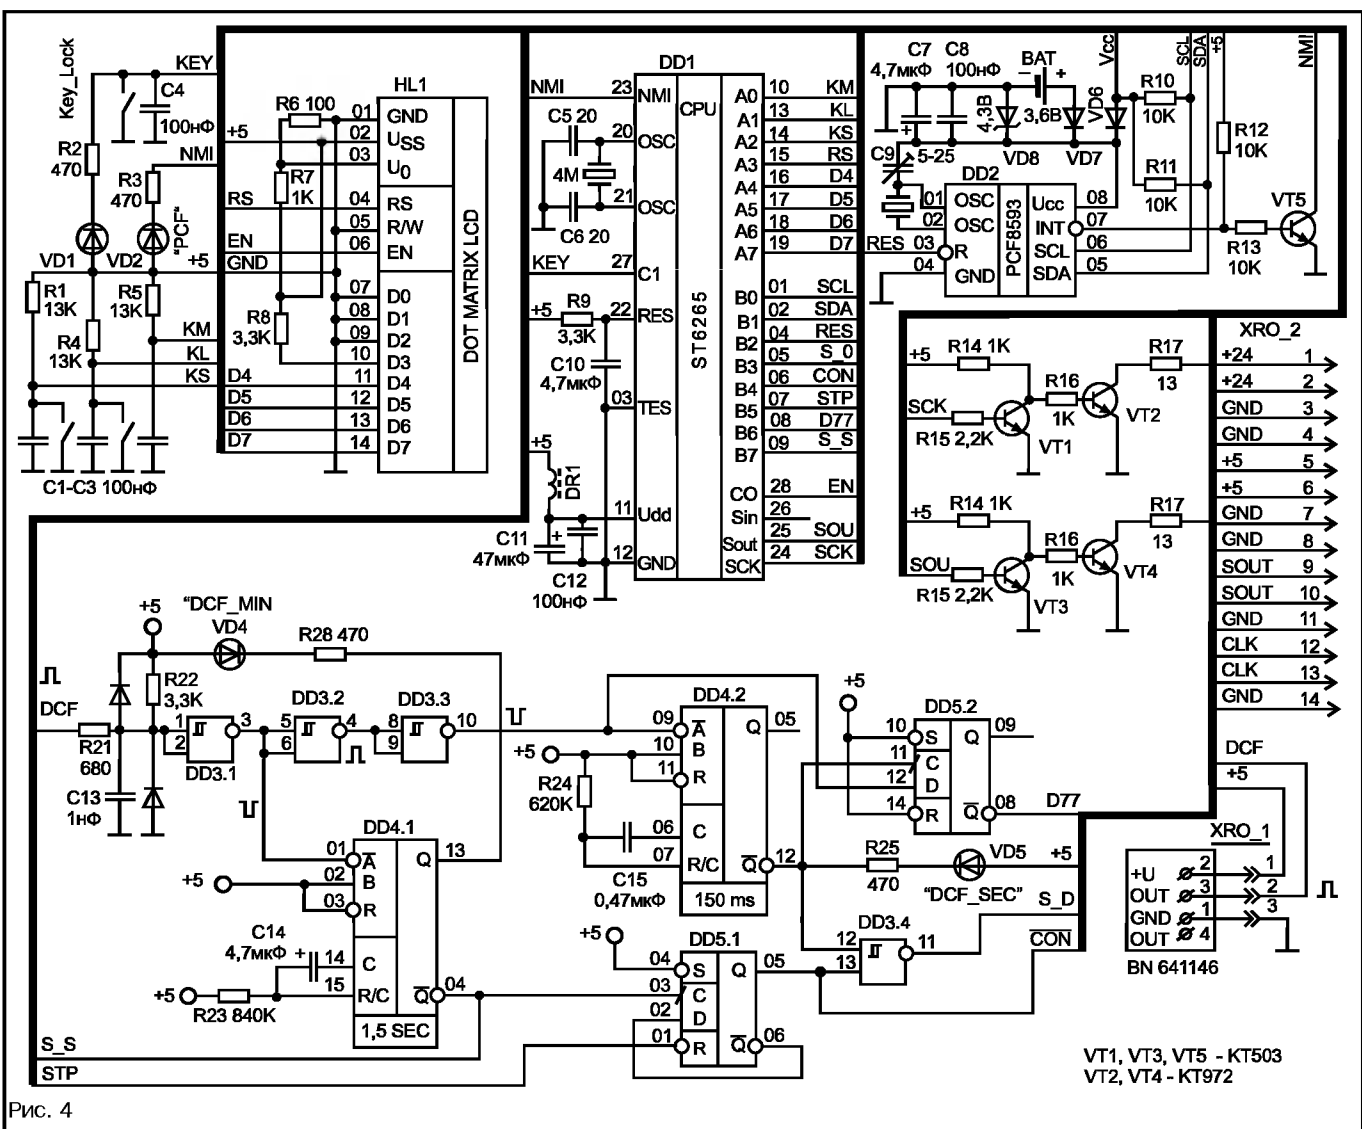 Key_Lock
KEY
C4
100нФ
+5
R2
470
NMI
R3
470
"PCF"
RS
EN
VD1
VD2
+5
GND
R1
13K
R5
13K
R4
13K
KM
KL
KS
D4
D5
D6
D7
C1-C3 100нФ
HL1
R6 100
R7
1K
R8
3,3K
01 GND
02 USS
03 U0
04 RS
05 R/W
06 EN
07 D0
08 D1
09 D2
10 D3
11 D4
12 D5
13 D6
14 D7
DOT MATRIX LCD
DD1
NMI 23 NMI
CPU
C5 20
20 OSC
4M
21 OSC
C6 20
KEY 27 C1
ST6265
+5 R9 22 RES
3,3K
C10
4,7мкФ
03 TES
+5
DR1
11 Udd
C11
47мкФ
12 GND
C12
100нФ
A0 10 KM
A1 13 KL
A2 14 KS
A3 15 RS
A4 16 D4
A5 17 D5
A6 18 D6
A7 19 D7
B0 01 SCL
B1 02 SDA
B2 04 RES
B3 05 S_0
B4 06 CON
B5 07 STP
B6 08 D77
B7 09 S_S
CO 28 EN
Sin 26
Sout 25 SOU
SCK 24 SCK
C7
4,7мкФ
C8
100нФ
BAT
3,6В
4,3В
VD8
VD7
VD6
Vcc
SCL
SDA
+5
NMI
R10
10K
R11
10K
R12
10K
C9 5-25
DD2
01 OSC
02 OSC
RES 03 R
04 GND
PCF8593
Ucc 08
INT 07
SCL 06
SDA 05
R13
10K
VT5
+5 R14 1K
R17
13
R16
1K
VT2
SCK
R15 2,2K
VT1
+5 R14 1K
R17
13
R16
1K
VT4
SOU
R15 2,2K
VT3
XRO_2
+24 1
+24 2
GND 3
GND 4
+5 5
+5 6
GND 7
GND 8
SOUT 9
SOUT 10
GND 11
CLK 12
CLK 13
GND 14
DCF
+5
XRO_1
+U 2 1
OUT 3 2
GND 1 3
OUT 4
BN 641146
+5
"DCF_MIN
VD4
R28 470
R22
3,3K
DCF
R21
680
C13
1нФ
1
2
3
DD3.1
DD3.2
5
6
4
DD3.3
8
9
10
DD4.1
01 A
+5 02 B
03 R
Q 13
C14
4,7мкФ +
14 C
15 R/C
+5
R23 840K
Q 04
1,5 SEC
S_S
STP
DD4.2
09 A
+5 10 B
11 R
Q 05
R24
620K
06 C
07 R/C
Q 12
C15
0,47мкФ
150 ms
+5
DD5.2
10 S
11 C
12 D
14 R
Q 09
Q 08 D77
R25
470
VD5
+5
"DCF_SEC"
S_D
DD3.4
12
13
11
CON
DD5.1
+5
04 S
03 C
02 D
01 R
Q 05
Q 06
VT1, VT3, VT5 - KT503
VT2, VT4 - KT972
Рис. 4